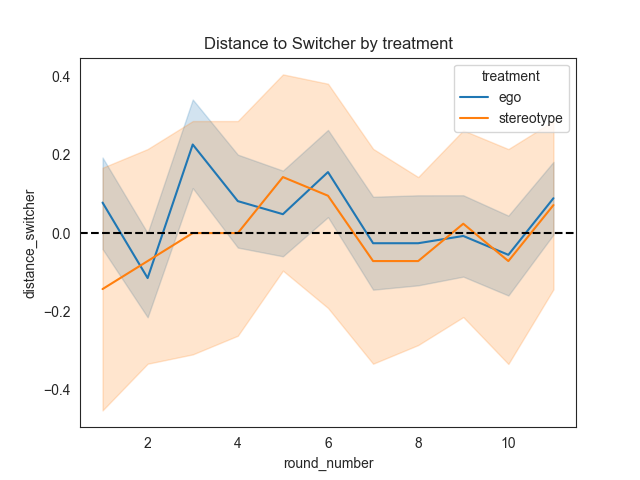 Distance to Switcher by treatment
treatment
ego
stereotype
distance_switcher
0.4
0.2
0.0
−0.2
−0.4
2
4
6
8
10
round_number